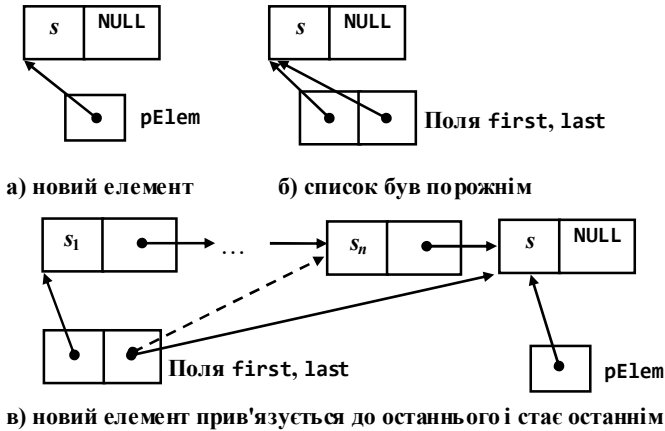 s NULL
s NULL
pElem
Поля first, last
а) новий елемент
б) список був порожнім
s1
...
sn
s NULL
Поля first, last
pElem
в) новий елемент прив'язується до останнього і стає останнім